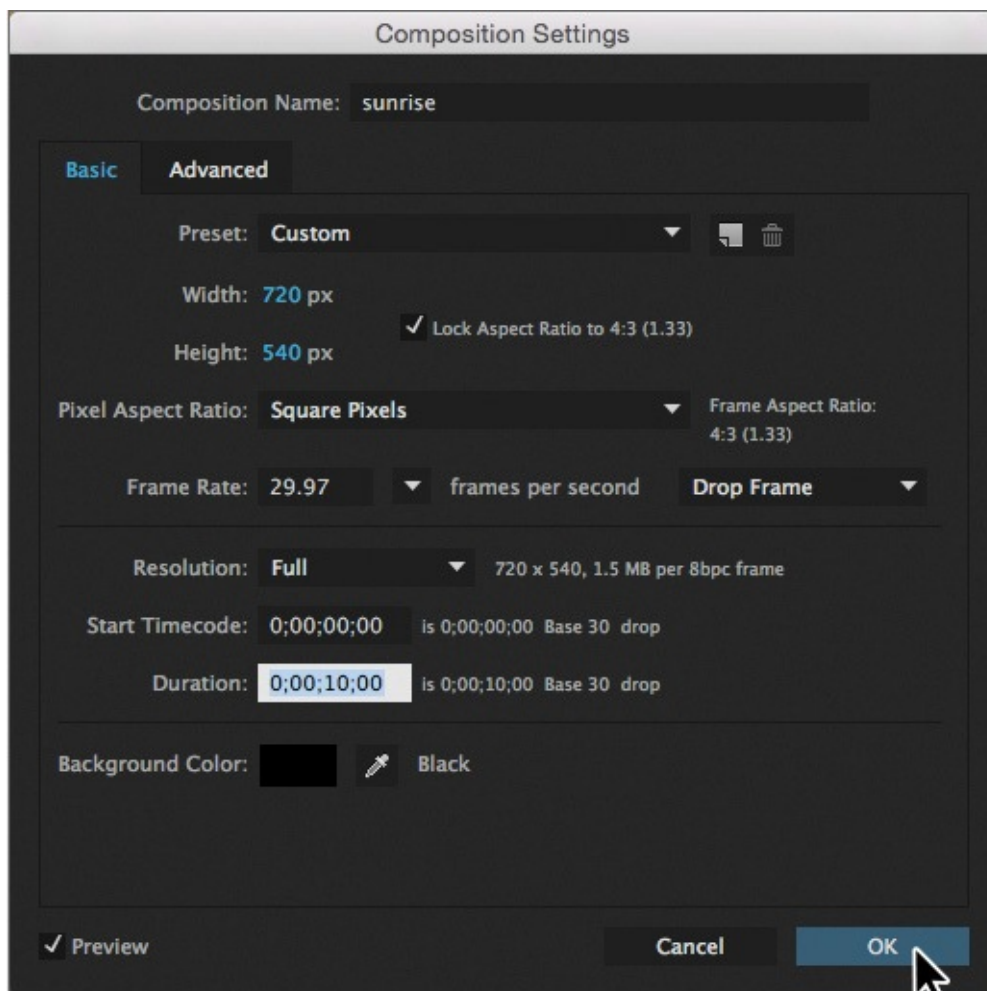 Composition Settings
Composition Name: sunrise
Basic Advanced
Preset: Custom
Width: 720 px
Lock Aspect Ratio to 4:3 (1.33)
Height: 540 px
Pixel Aspect Ratio: Square Pixels Frame Aspect Ratio:
4:3 (1.33)
Frame Rate: 29.97 frames per second Drop Frame
Resolution: Full 720 x 540, 1.5 MB per 8bpc frame
Start Timecode: 0;00;00;00 is 0;00;00;00 Base 30 drop
Duration: 0;00;10;00 is 0;00;10;00 Base 30 drop
Background Color: Black
Preview Cancel OK